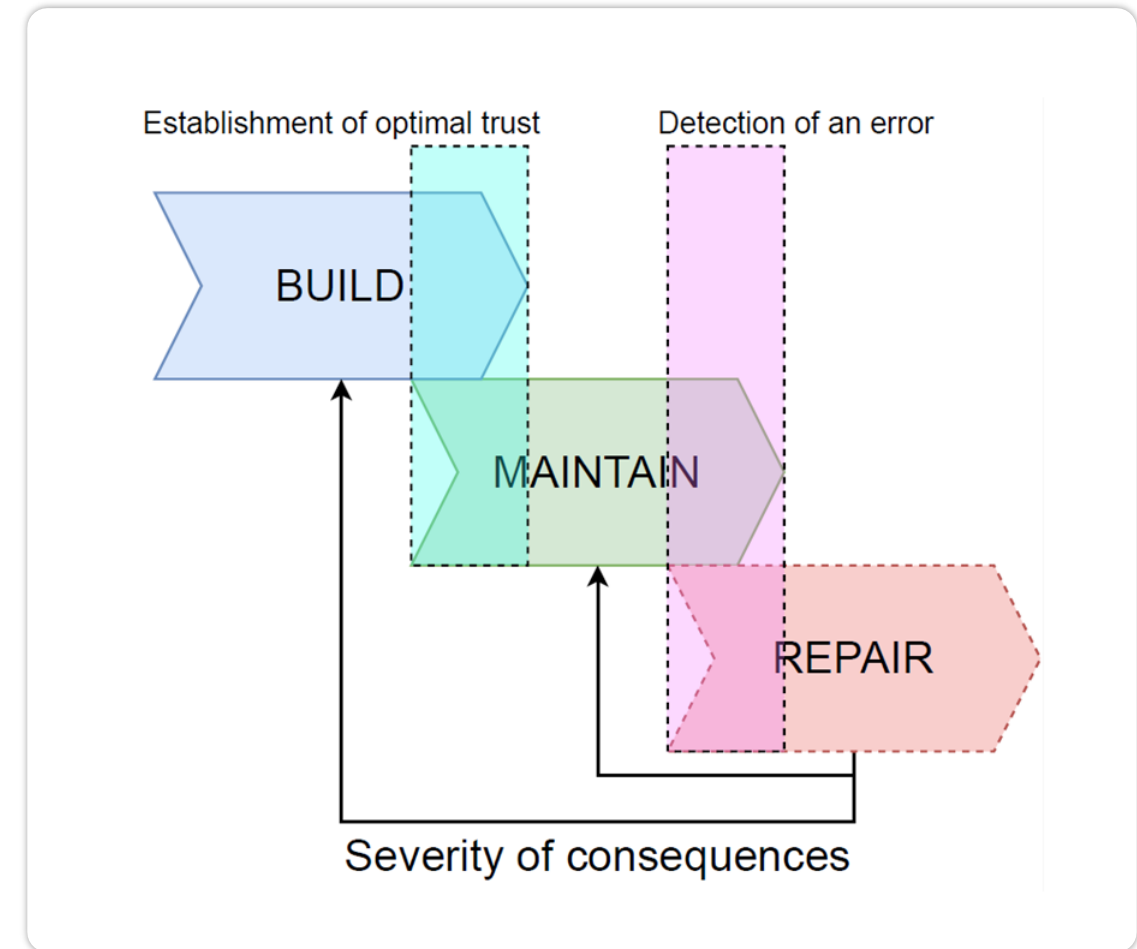 Establishment of optimal trust
Detection of an error
BUILD
MAINTAIN
REPAIR
Severity of consequences